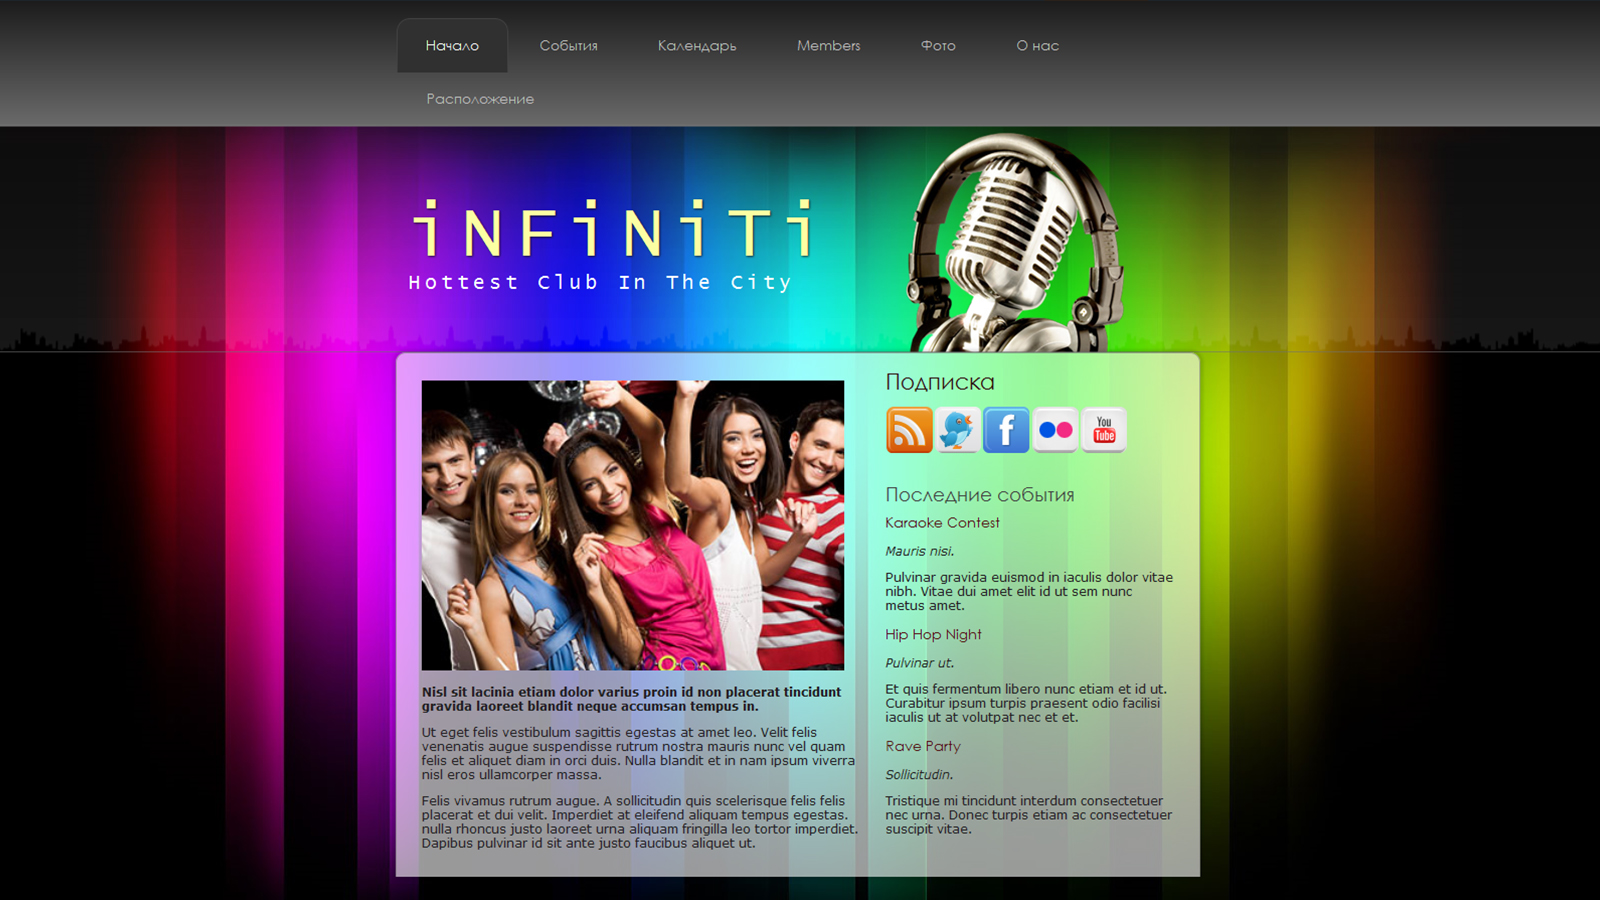 Начало
События
Календарь
Members
Фото
О нас
Расположение
iNFiNiTi
Hottest Club In The City
Nisl sit lacinia etiam dolor varius proin id non placerat tincidunt
gravida laoreet blandit neque accumsan tempus in.
Ut eget felis vestibulum sagittis egestas at amet leo. Velit felis
venenatis augue suspendisse rutrum nostra mauris nunc vel quam
felis et aliquet diam in orci duis. Nulla blandit et in nam ipsum viverra
nisl eros ullamcorper massa.
Felis vivamus rutrum augue. A sollicitudin quis scelerisque felis felis
placerat et dui velit. Imperdiet at eleifend aliquam tempus egestas.
nulla rhoncus justo laoreet urna aliquam fringilla leo tortor imperdiet.
Dapibus pulvinar id sit ante justo faucibus aliquet ut.
Подписка
f
You
Tube
Последние события
Karaoke Contest
Mauris nisi.
Pulvinar gravida euismod in iaculis dolor vitae
nibh. Vitae dui amet elit id ut sem nunc
metus amet.
Hip Hop Night
Pulvinar ut.
Et quis fermentum libero nunc etiam et id ut.
Curabitur ipsum turpis praesent odio facilisi
iaculis ut at volutpat nec et et.
Rave Party
Sollicitudin.
Tristique mi tincidunt interdum consectetuer
nec urna. Donec turpis etiam ac consectetuer
suscipit vitae.